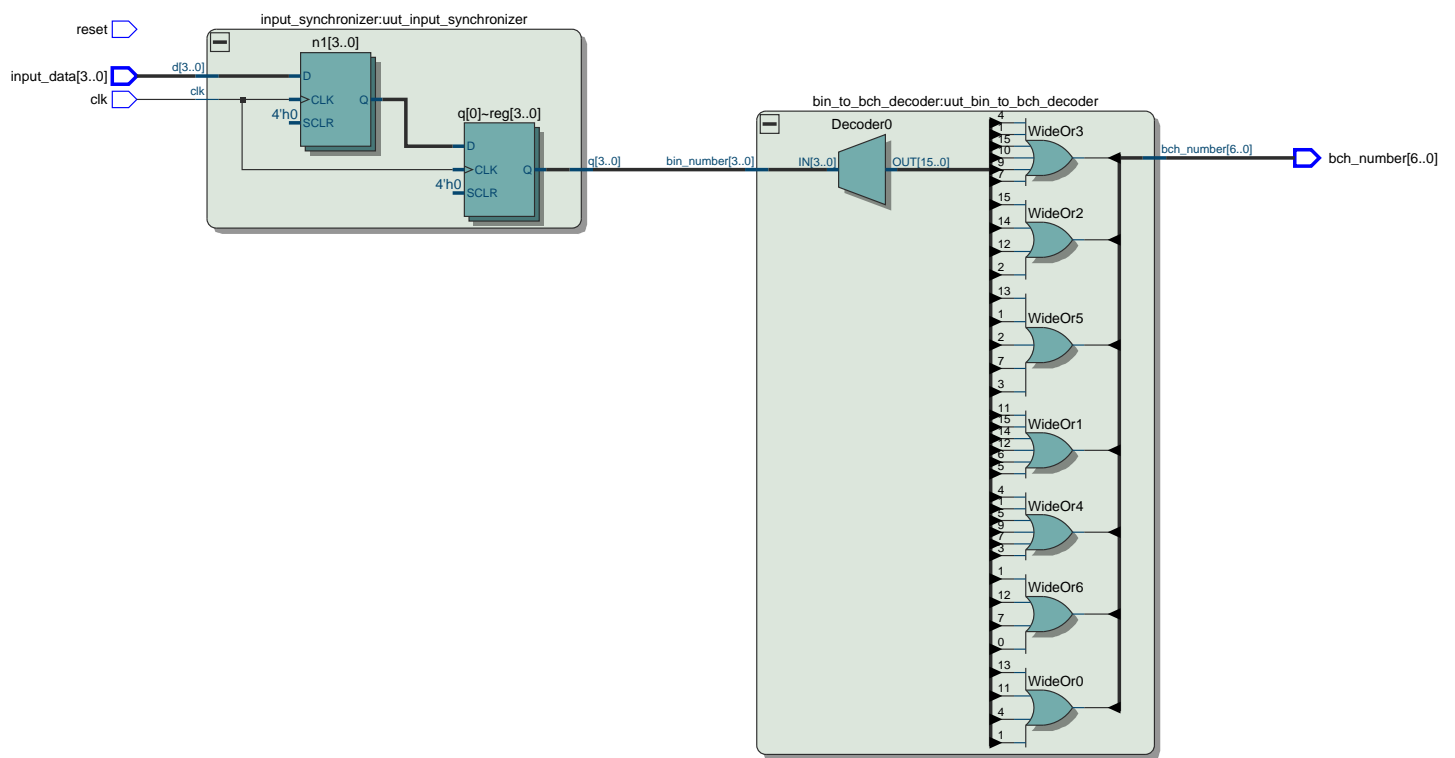 input_synchronizer:uut_input_synchronizer
reset
n1[3..0]
input_data[3..0]
d[3..0]
D
clk
clk
CLK
Q
4'h0
SCLR
q[0]~reg[3..0]
D
CLK
Q
4'h0
SCLR
q[3..0]
bin_number[3..0]
bin_to_bch_decoder:uut_bin_to_bch_decoder
Decoder0
IN[3..0]
OUT[15..0]
4
1
15
10
9
7
WideOr3
bch_number[6..0]
bch_number[6..0]
15
14
12
2
WideOr2
13
1
2
7
3
WideOr5
11
15
14
12
6
5
WideOr1
4
1
5
9
7
3
WideOr4
1
12
7
0
WideOr6
13
11
4
1
WideOr0